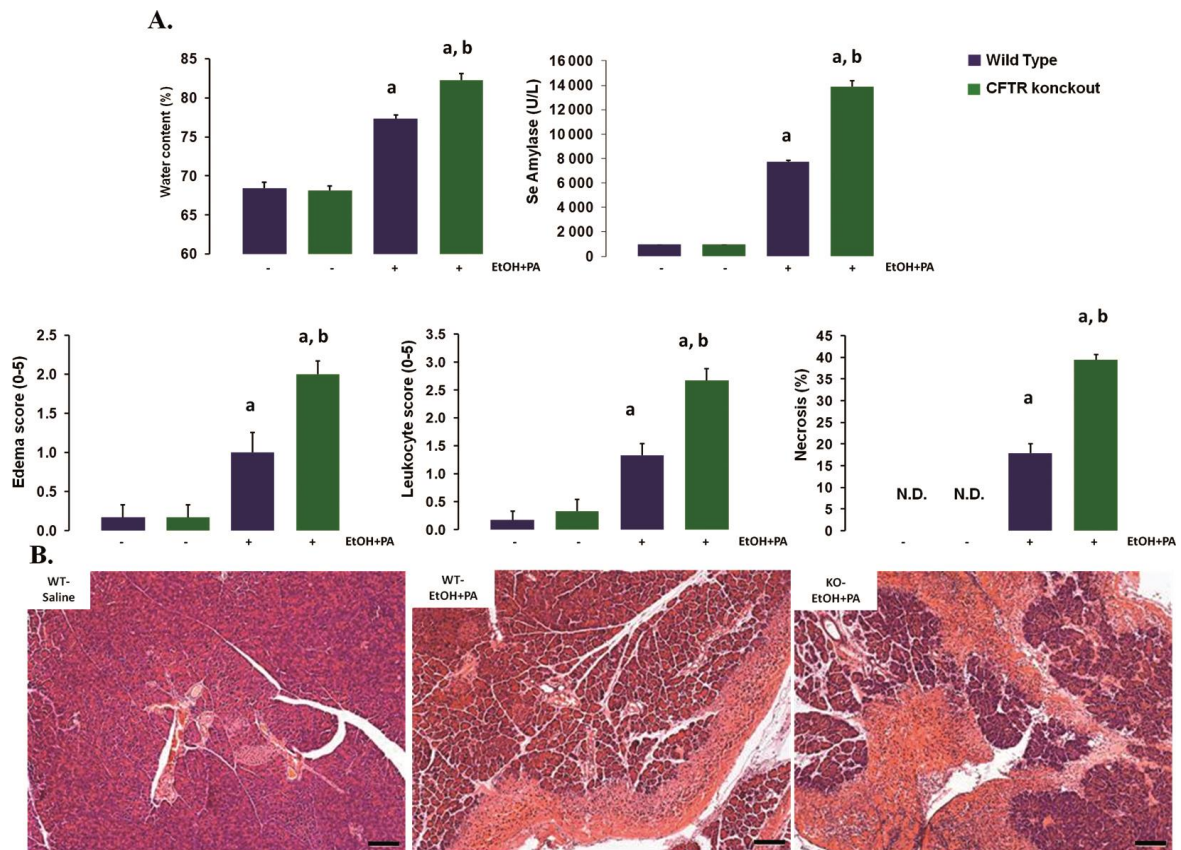 A.
Water content (%)
85
80
75
70
65
60
a
a, b
- - + + EtOH+PA
Se Amylase (U/L)
16 000
14 000
12 000
10 000
8 000
6 000
4 000
2 000
0
a
a, b
- - + + EtOH+PA
Wild Type
CFTR konckout
Edema score (0-5)
2.5
2.0
1.5
1.0
0.5
0.0
a
a, b
- - + + EtOH+PA
Leukocyte score (0-5)
3.5
3.0
2.5
2.0
1.5
1.0
0.5
0.0
a
a, b
- - + + EtOH+PA
Necrosis (%)
45
40
35
30
25
20
15
10
5
0
N.D. N.D.
a
a, b
- - + + EtOH+PA
B.
WT-
Saline
WT-
EtOH+PA
KO-
EtOH+PA